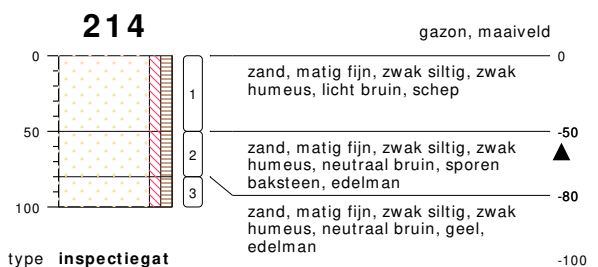 214
gazon, maaiveld
0
0
zand, matig fijn, zwak siltig, zwak
humeus, licht bruin, schep
1
50
-50
zand, matig fijn, zwak siltig, zwak
humeus, neutraal bruin, sporen
baksteen, edelman
2
-80
3
zand, matig fijn, zwak siltig, zwak
humeus, neutraal bruin, geel,
edelman
100
type inspectiegat
-100